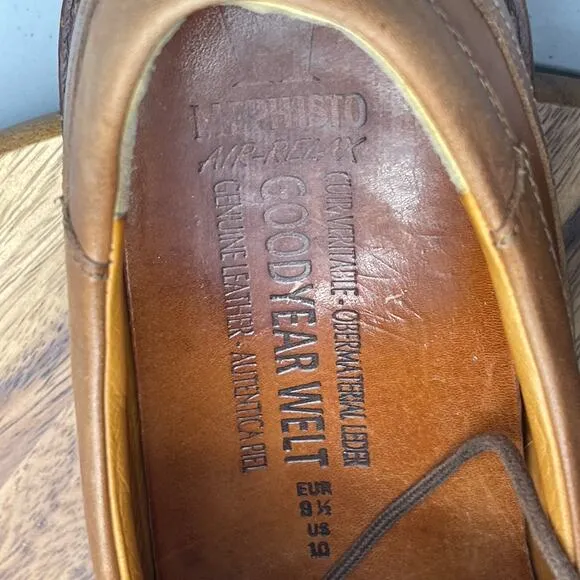 MEPHISTO
AIR-RELAX
CUIR VERITABLE - OBERMATERIAL LEDER
GOODYEAR WELT
GENUINE LEATHER - AUTENTICA PIEL
EUR
9 ½
US
10